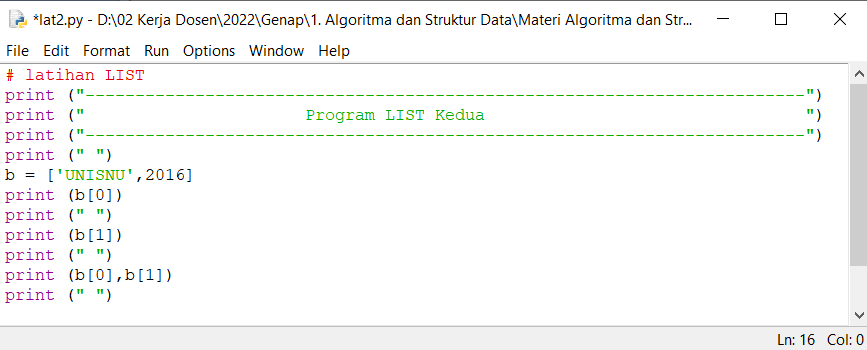 *lat2.py - D:\02 Kerja Dosen\2022\Genap\1. Algoritma dan Struktur Data\Materi Algoritma dan Str...
File Edit Format Run Options Window Help
# latihan LIST
print ("------------------------------------------------------------------------")
print ("                      Program LIST Kedua                                ")
print ("------------------------------------------------------------------------")
print (" ")
b = ['UNISNU',2016]
print (b[0])
print (" ")
print (b[1])
print (" ")
print (b[0],b[1])
print (" ")
Ln: 16 Col: 0